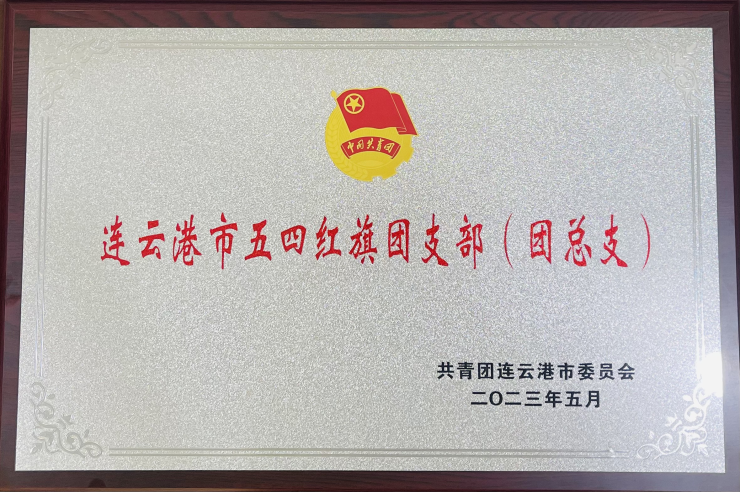 中国共青团
连云港市五四红旗团支部（团总支）
共青团连云港市委员会
二〇二三年五月